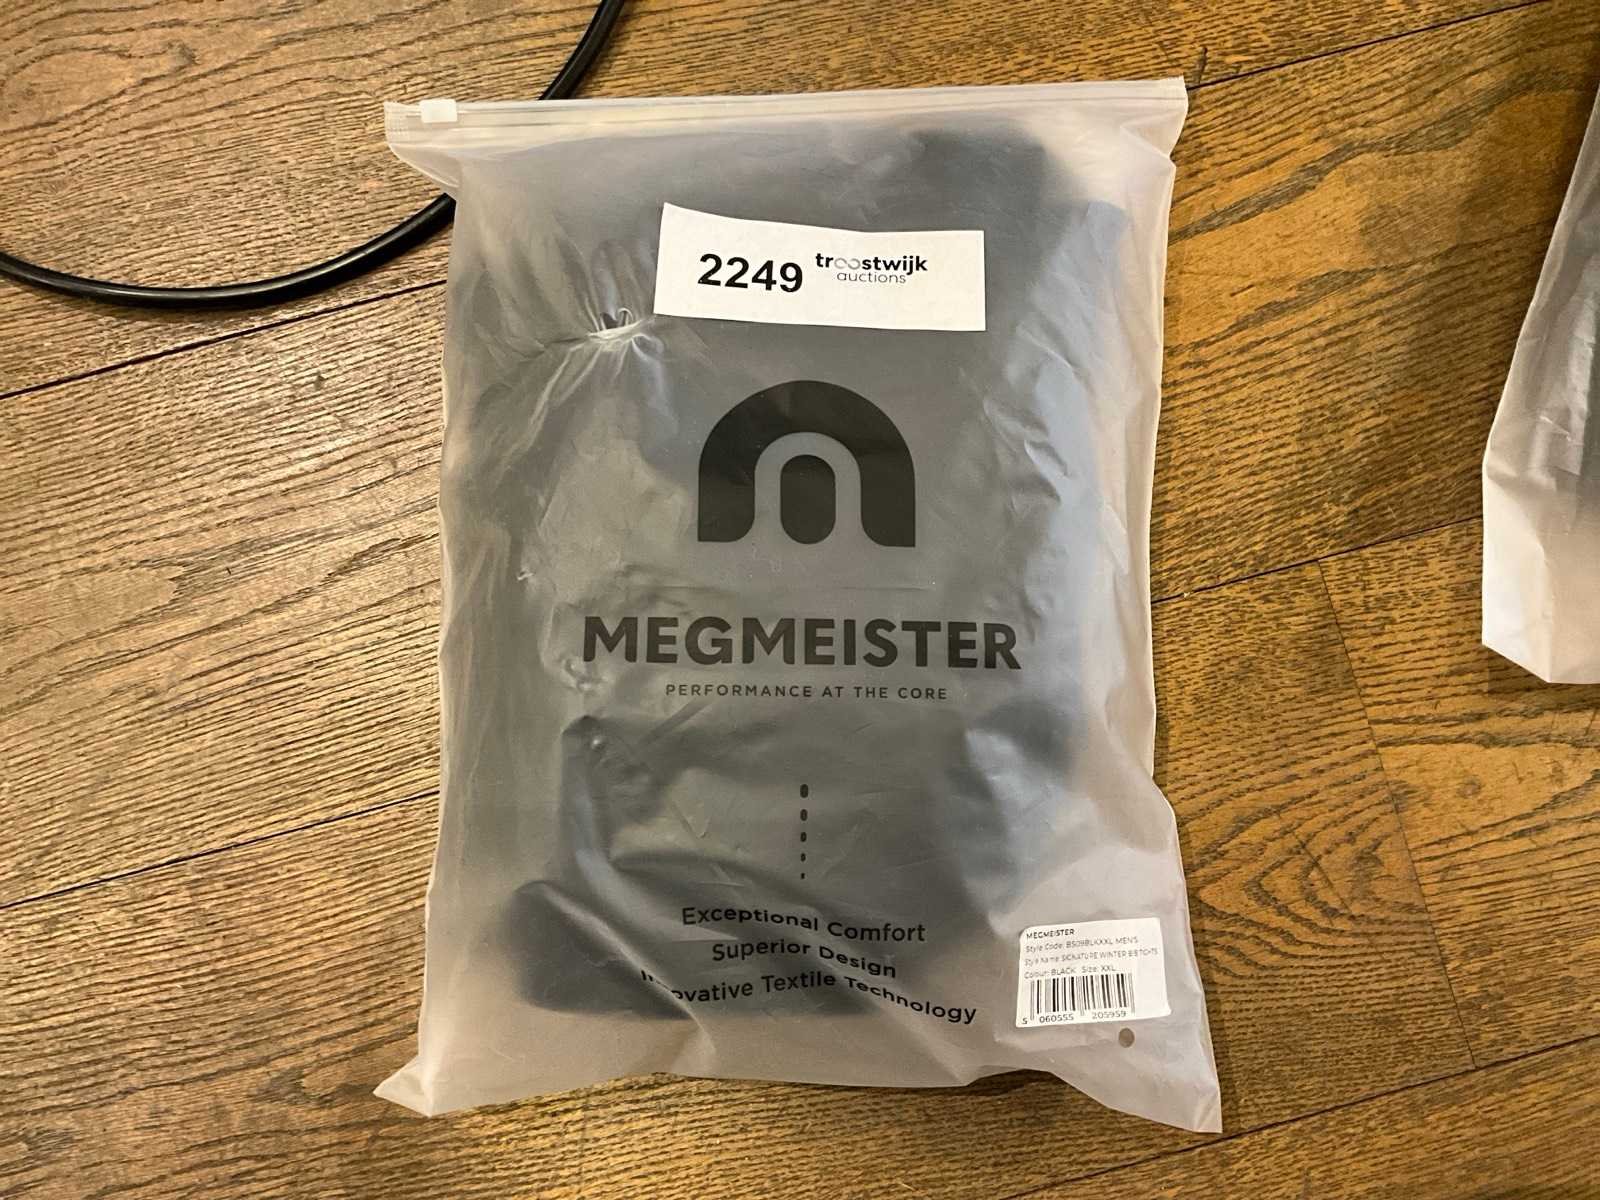 2249 troostwijk
auctions
MEGMEISTER
PERFORMANCE AT THE CORE
Exceptional Comfort
Superior Design
Innovative Textile Technology
MEGMEISTER
Style Code: BS09BLKXXL MEN'S
Style Name: SIGNATURE WINTER BIBTIGHTS
Colour: BLACK Size: XXL
5 060555 205959